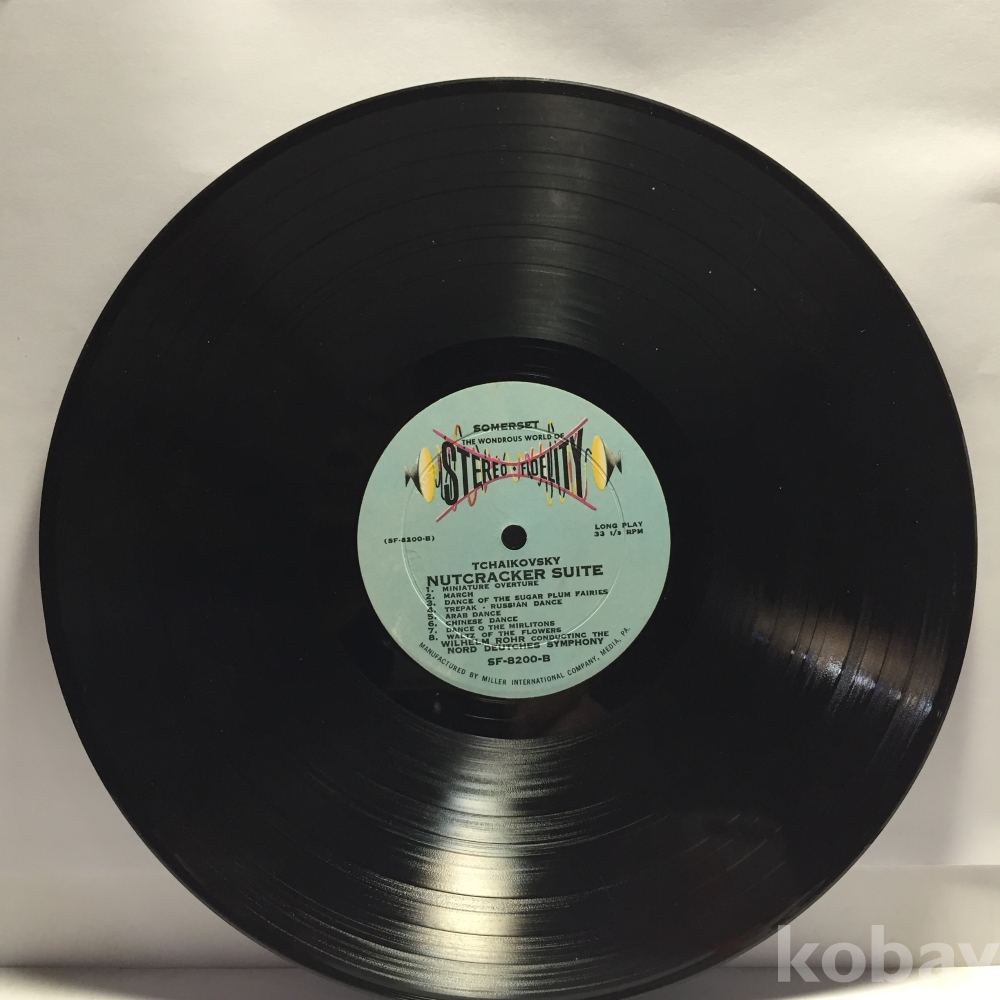 SOMERSET
THE WONDROUS WORLD OF
STEREO · FIDELITY
(SF-8200-B)
LONG PLAY
33 1/3 RPM
TCHAIKOVSKY
NUTCRACKER SUITE
1. MINIATURE OVERTURE
2. MARCH
3. DANCE OF THE SUGAR PLUM FAIRIES
4. TREPAK - RUSSIAN DANCE
5. ARAB DANCE
6. CHINESE DANCE
7. DANCE O THE MIRLITONS
8. WALTZ OF THE FLOWERS
WILHELM ROHR CONDUCTING THE
NORD DEUTCHES SYMPHONY
SF-8200-B
MANUFACTURED BY MILLER INTERNATIONAL COMPANY, MEDIA, PA.
kobay